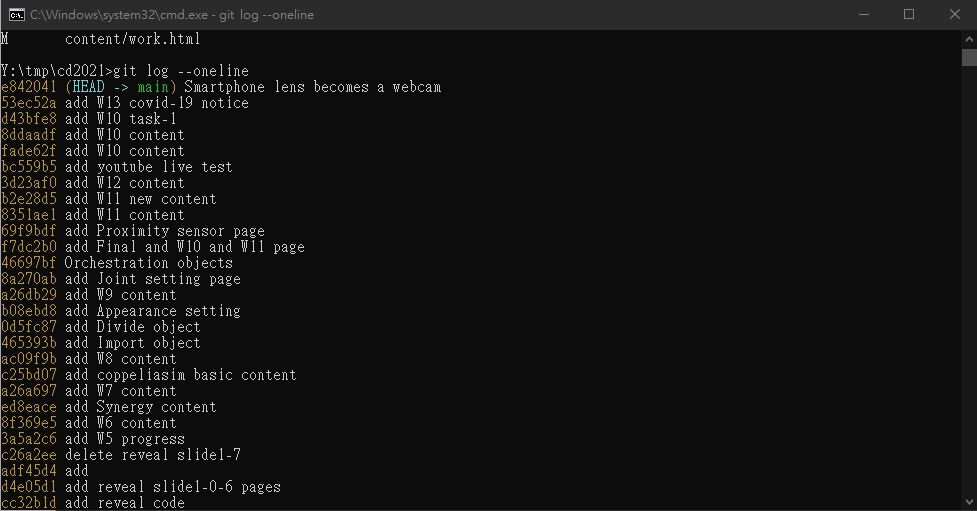 C:\Windows\system32\cmd.exe - git log --oneline
M content/work.html
Y:\tmp\cd2021>git log --oneline
e842041 (HEAD -> main) Smartphone lens becomes a webcam
53ec52a add W13 covid-19 notice
d43bfe8 add W10 task-1
8ddaadf add W10 content
fade62f add W10 content
bc559b5 add youtube live test
3d23af0 add W12 content
b2e28d5 add W11 new content
8351ae1 add W11 content
69f9bdf add Proximity sensor page
f7dc2b0 add Final and W10 and W11 page
46697bf Orchestration objects
8a270ab add Joint setting page
a26db29 add W9 content
b08ebd8 add Appearance setting
0d5fc87 add Divide object
465393b add Import object
ac09f9b add W8 content
c25bd07 add coppeliasim basic content
a26a697 add W7 content
ed8eace add Synergy content
8f369e5 add W6 content
3a5a2c6 add W5 progress
c26a2ee delete reveal slide1-7
adf45d4 add
d4e05d1 add reveal slide1-0-6 pages
cc32b1d add reveal code